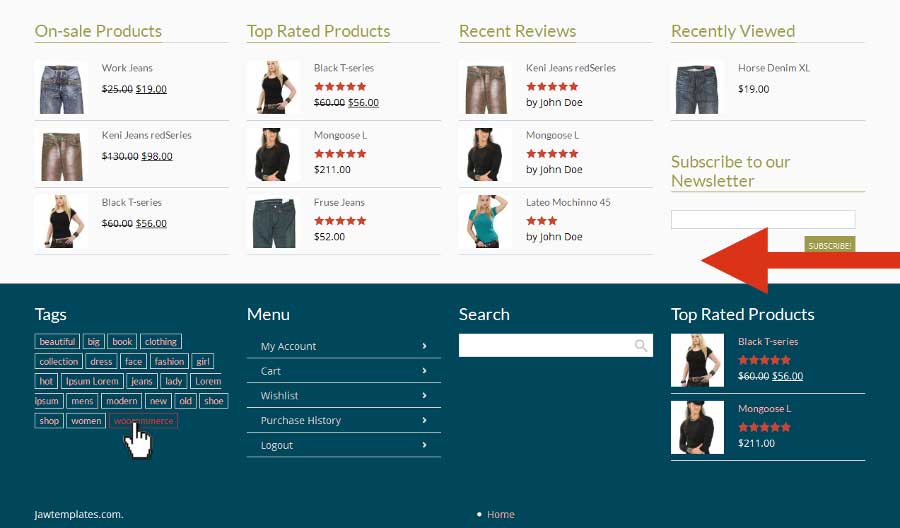 On-sale Products
Work Jeans
$25.00 $19.00
Keni Jeans redSeries
$130.00 $98.00
Black T-series
$60.00 $56.00
Top Rated Products
Black T-series
$60.00 $56.00
Mongoose L
$211.00
Fruse Jeans
$52.00
Recent Reviews
Keni Jeans redSeries
by John Doe
Mongoose L
by John Doe
Lateo Mochinno 45
by John Doe
Recently Viewed
Horse Denim XL
$19.00
Subscribe to our
Newsletter
SUBSCRIBE!
Tags
beautiful big book clothing
collection dress face fashion girl
hot Ipsum Lorem jeans lady Lorem
ipsum mens modern new old shoe
shop women woocommerce
Menu
My Account
Cart
Wishlist
Purchase History
Logout
Search
Top Rated Products
Black T-series
$60.00 $56.00
Mongoose L
$211.00
Jawtemplates.com.
Home